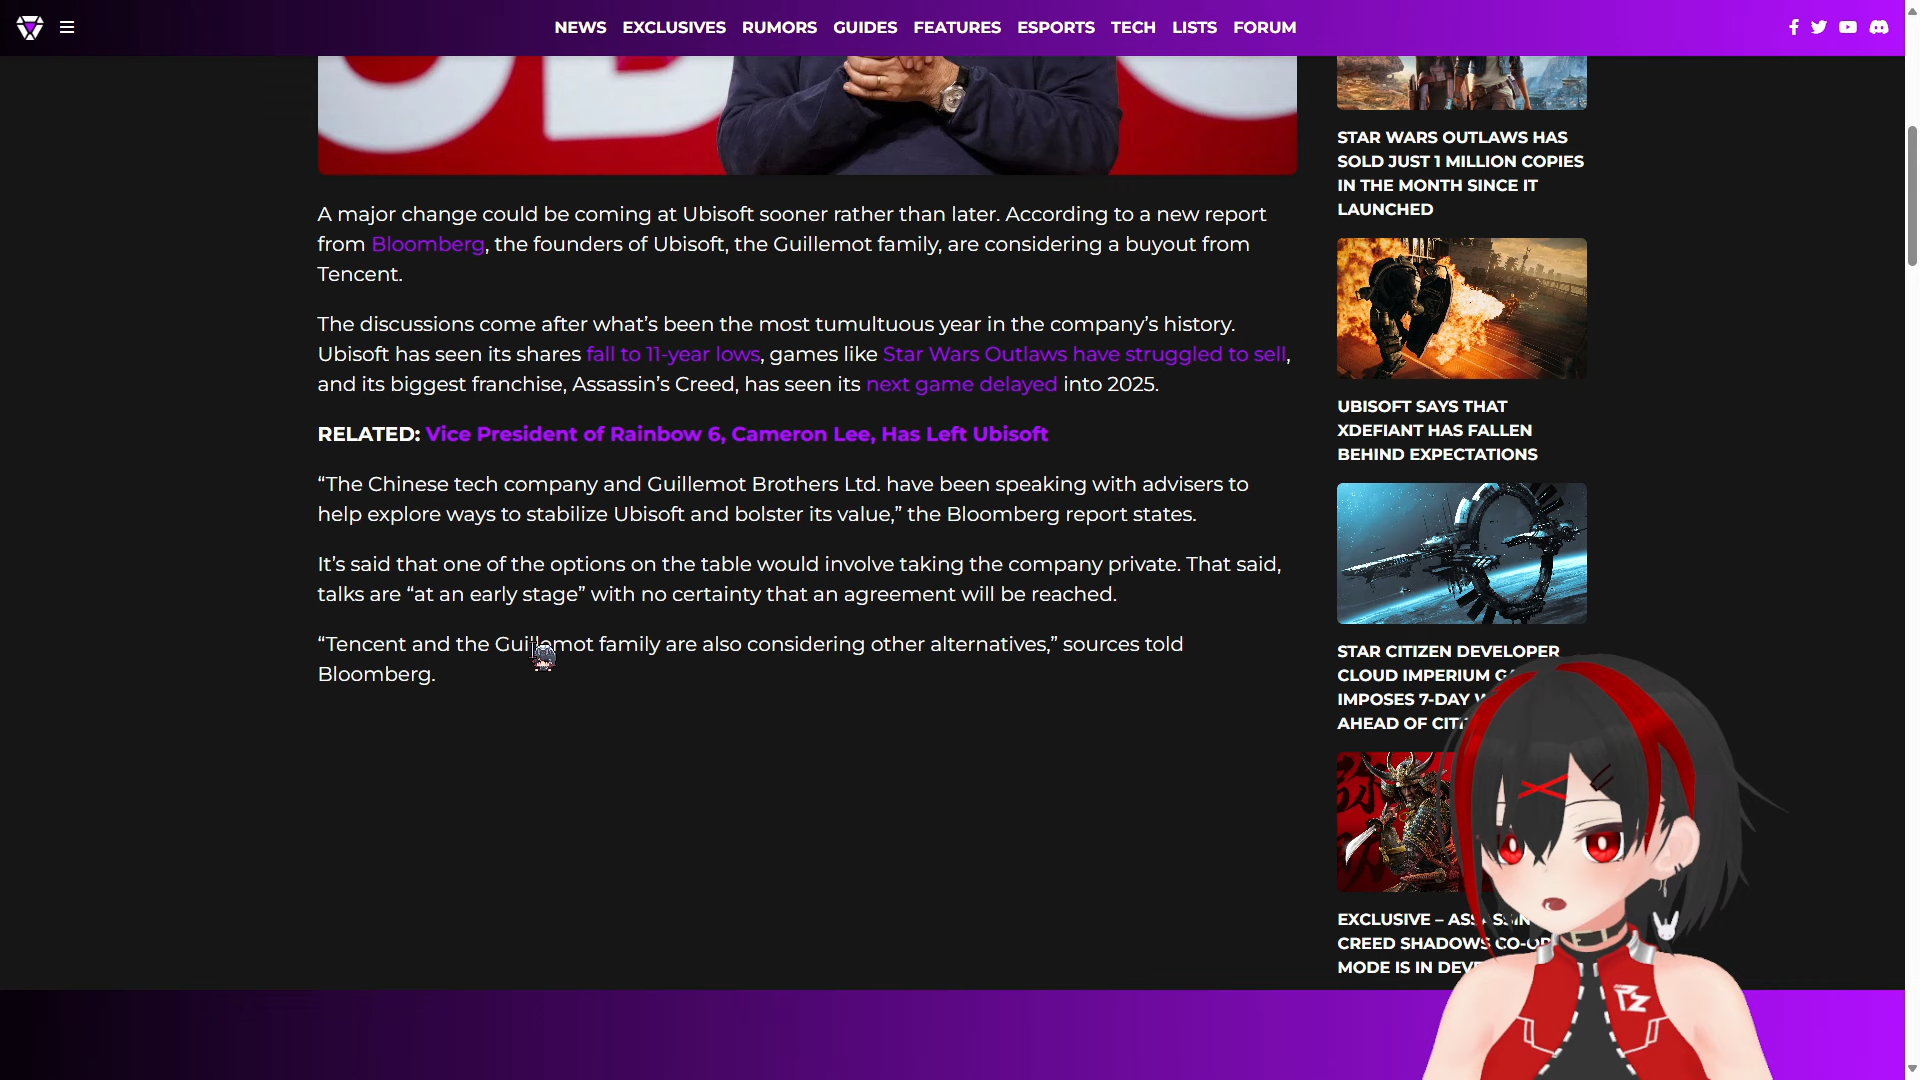 NEWS EXCLUSIVES RUMORS GUIDES FEATURES ESPORTS TECH LISTS FORUM
A major change could be coming at Ubisoft sooner rather than later. According to a new report
from Bloomberg, the founders of Ubisoft, the Guillemot family, are considering a buyout from
Tencent.
The discussions come after what’s been the most tumultuous year in the company’s history.
Ubisoft has seen its shares fall to 11-year lows, games like Star Wars Outlaws have struggled to sell,
and its biggest franchise, Assassin’s Creed, has seen its next game delayed into 2025.
RELATED: Vice President of Rainbow 6, Cameron Lee, Has Left Ubisoft
“The Chinese tech company and Guillemot Brothers Ltd. have been speaking with advisers to
help explore ways to stabilize Ubisoft and bolster its value,” the Bloomberg report states.
It’s said that one of the options on the table would involve taking the company private. That said,
talks are “at an early stage” with no certainty that an agreement will be reached.
“Tencent and the Guillemot family are also considering other alternatives,” sources told
Bloomberg.
STAR WARS OUTLAWS HAS
SOLD JUST 1 MILLION COPIES
IN THE MONTH SINCE IT
LAUNCHED
UBISOFT SAYS THAT
XDEFIANT HAS FALLEN
BEHIND EXPECTATIONS
STAR CITIZEN DEVELOPER
CLOUD IMPERIUM
IMPOSES 7-DAY
AHEAD OF
EXCLUSIVE –
CREED SHADOWS CO-OP
MODE IS IN